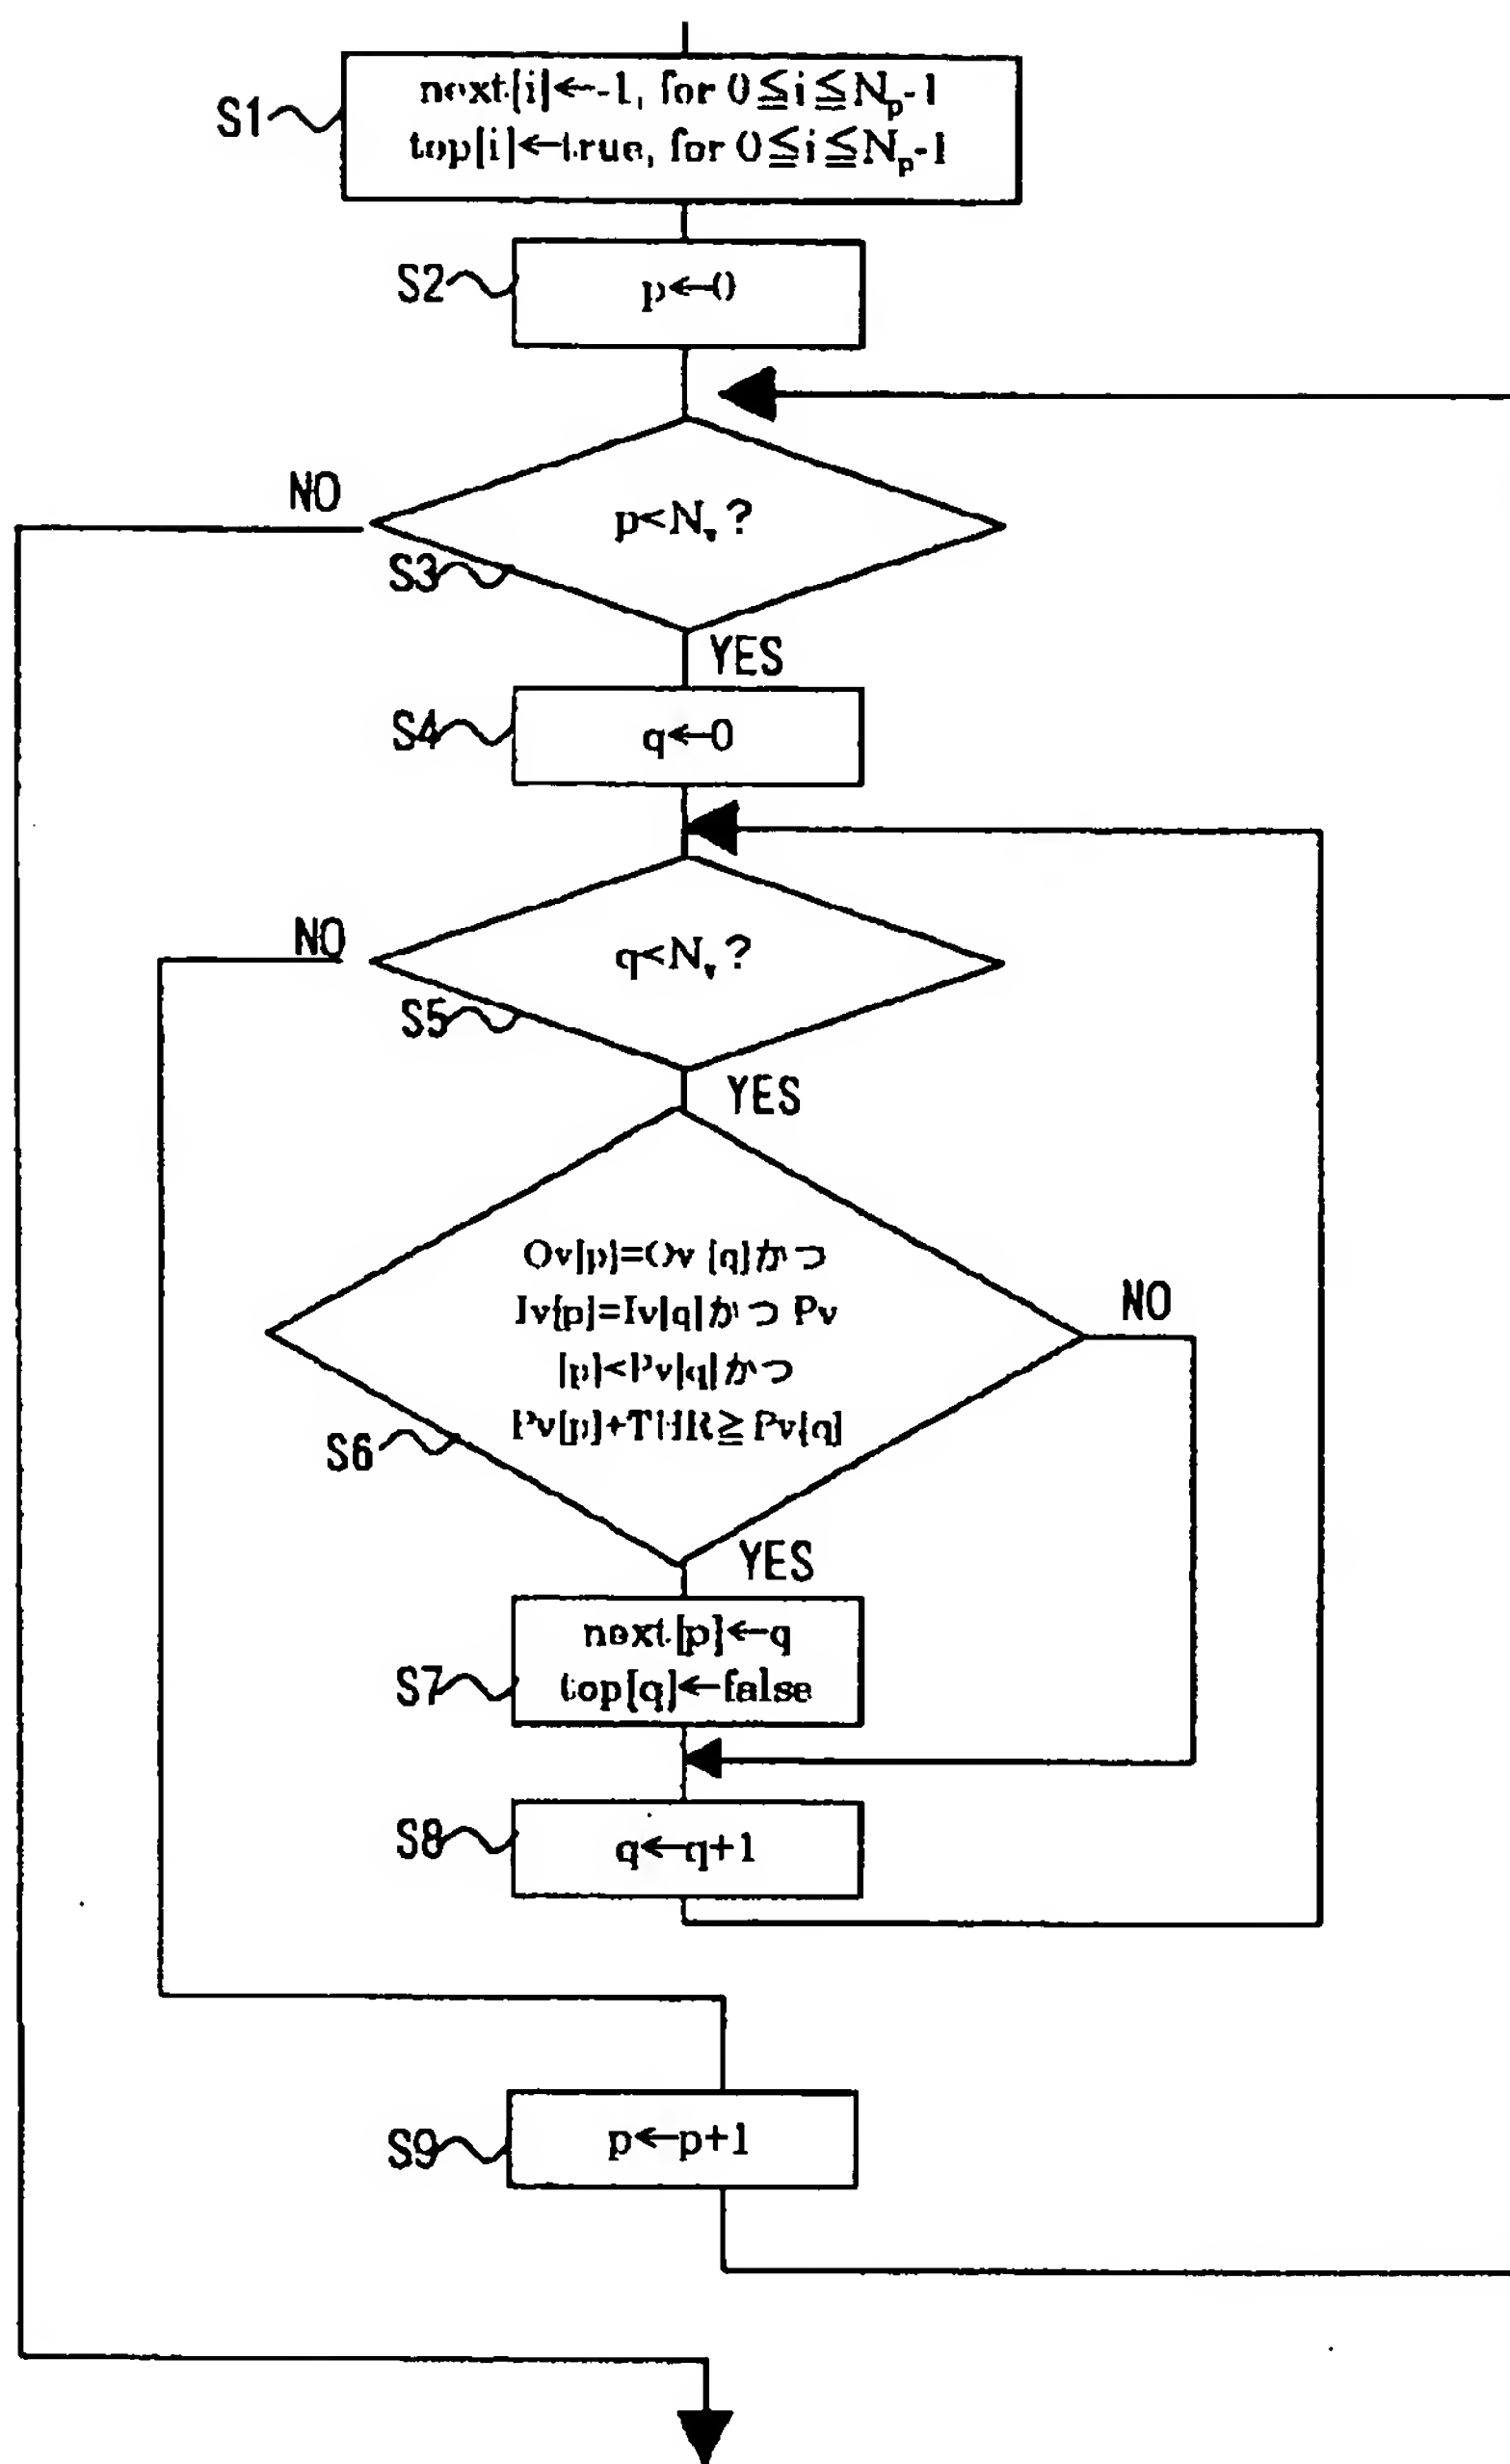 next[i]←-1, for 0≦i≦Np-1
S1
top[i]←true, for 0≦i≦Np-1
S2
p←0
NO
p<Nv?
S3
YES
S4
q←0
NO
q<Nv?
S5
YES
Ov[p]=Ov[q]かつ
Iv[p]=Iv[q]かつ Pv
[p]<Pv[q]かつ
Pv[p]+THR≧Pv[q]
NO
S6
YES
next[p]←q
S7
top[q]←false
S8
q←q+1
S9
p←p+1